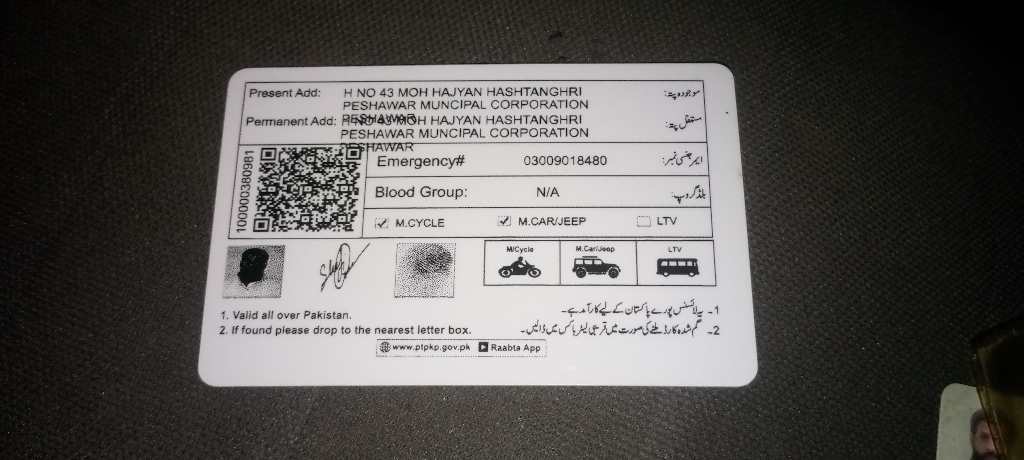 Present Add: H NO 43 MOH HAJYAN HASHTANGHRI موجودہ پتہ:
PESHAWAR MUNCIPAL CORPORATION
PESHAWAR
Permanent Add: H NO 43 MOH HAJYAN HASHTANGHRI مستقل پتہ:
PESHAWAR MUNCIPAL CORPORATION
PESHAWAR
100000380981
Emergency# 03009018480 ایمرجنسی نمبر:
Blood Group: N/A بلڈ گروپ:
M.CYCLE M.CAR/JEEP LTV
M/Cycle M.Car/Jeep LTV
1. Valid all over Pakistan.
1- یہ لائسنس پورے پاکستان کے لیے کارآمد ہے۔
2. If found please drop to the nearest letter box.
2- گم شدہ کارڈ ملنے کی صورت میں قریبی لیٹر باکس میں ڈالیں۔
www.ptpkp.gov.pk Raabta App